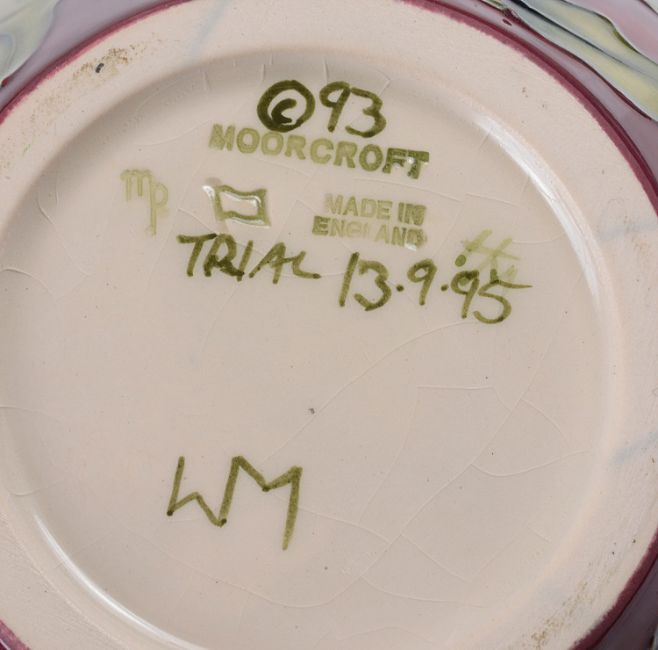 © 93
MOORCROFT
MADE IN
ENGLAND
TRIAL 13.9.95
WM